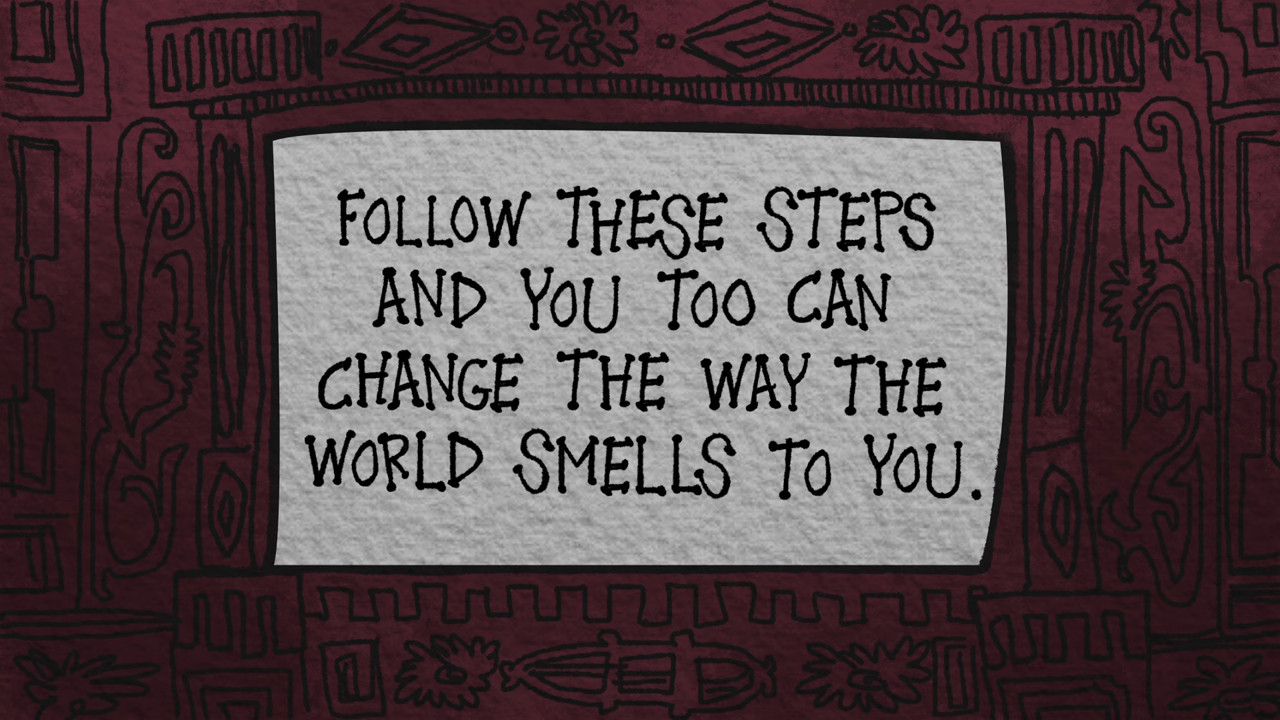 FOLLOW THESE STEPS
AND YOU TOO CAN
CHANGE THE WAY THE
WORLD SMELLS TO YOU.